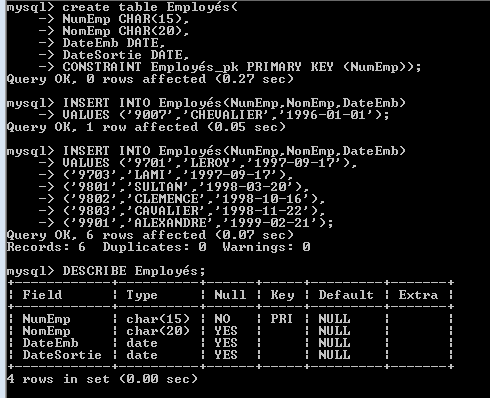 mysql> create table Employés(
    -> NumEmp CHAR(15),
    -> NomEmp CHAR(20),
    -> DateEmb DATE,
    -> DateSortie DATE,
    -> CONSTRAINT Employés_pk PRIMARY KEY (NumEmp));
Query OK, 0 rows affected (0.27 sec)

mysql> INSERT INTO Employés(NumEmp,NomEmp,DateEmb)
    -> VALUES ('9007','CHEVALIER','1996-01-01');
Query OK, 1 row affected (0.05 sec)

mysql> INSERT INTO Employés(NumEmp,NomEmp,DateEmb)
    -> VALUES ('9701','LEROY','1997-09-17'),
    -> ('9703','LAMI','1997-09-17'),
    -> ('9801','SULTAN','1998-03-20'),
    -> ('9802','CLEMENCE','1998-10-16'),
    -> ('9803','CAVALIER','1998-11-22'),
    -> ('9901','ALEXANDRE','1999-02-21');
Query OK, 6 rows affected (0.07 sec)
Records: 6  Duplicates: 0  Warnings: 0

mysql> DESCRIBE Employés;
+------------+----------+------+-----+---------+-------+
| Field      | Type     | Null | Key | Default | Extra |
+------------+----------+------+-----+---------+-------+
| NumEmp     | char(15) | NO   | PRI | NULL    |       |
| NomEmp     | char(20) | YES  |     | NULL    |       |
| DateEmb    | date     | YES  |     | NULL    |       |
| DateSortie | date     | YES  |     | NULL    |       |
+------------+----------+------+-----+---------+-------+
4 rows in set (0.00 sec)